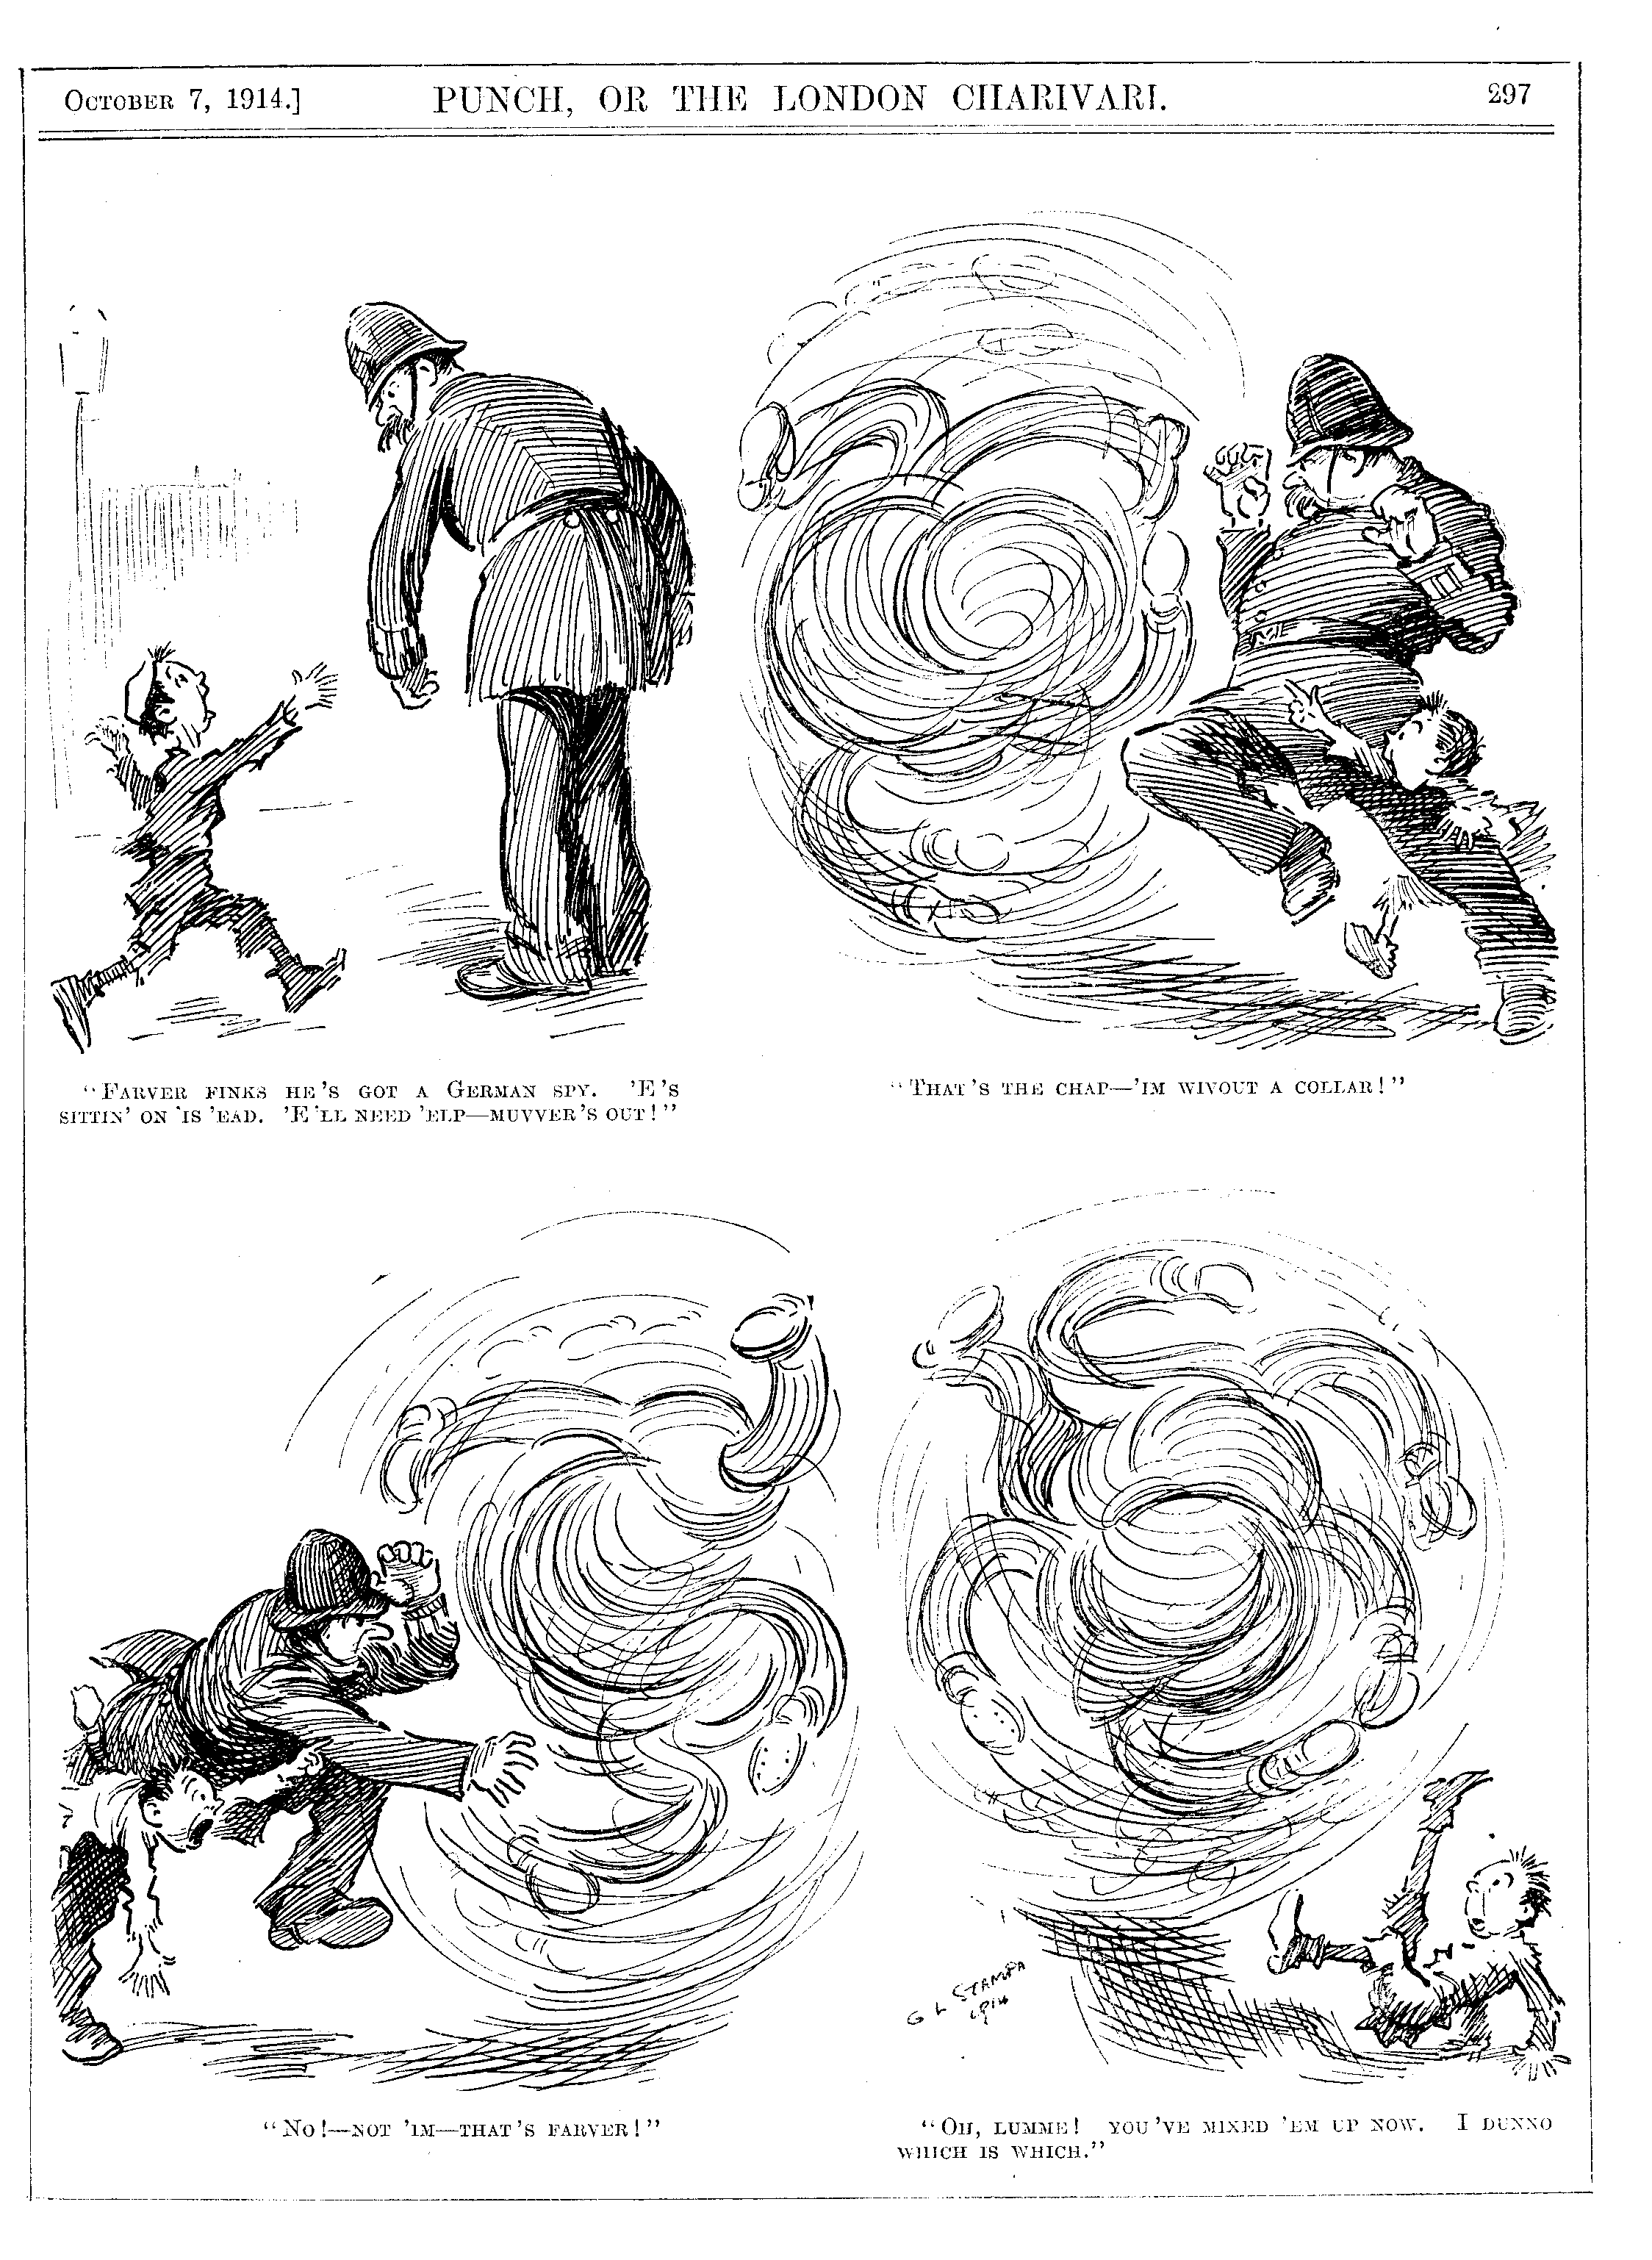 OCTOBER 7, 1914.]
PUNCH, OR THE LONDON CHARIVARI.
297
"FARVER FINKS HE'S GOT A GERMAN SPY. 'E'S
SITTIN' ON 'IS 'EAD. 'E'LL NEED 'ELP—MUVVER'S OUT!"
"THAT'S THE CHAP—'IM WIVOUT A COLLAR!"
G L STAMPA
1914
"NO!—NOT 'IM—THAT'S FARVER!"
"OH, LUMME! YOU'VE MIXED 'EM UP NOW. I DUNNO
WHICH IS WHICH."